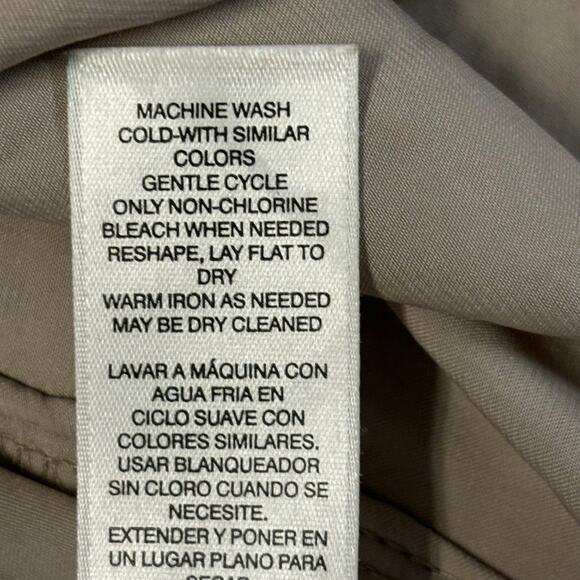 MACHINE WASH
COLD-WITH SIMILAR
COLORS
GENTLE CYCLE
ONLY NON-CHLORINE
BLEACH WHEN NEEDED
RESHAPE, LAY FLAT TO
DRY
WARM IRON AS NEEDED
MAY BE DRY CLEANED
LAVAR A MÁQUINA CON
AGUA FRIA EN
CICLO SUAVE CON
COLORES SIMILARES.
USAR BLANQUEADOR
SIN CLORO CUANDO SE
NECESITE.
EXTENDER Y PONER EN
UN LUGAR PLANO PARA